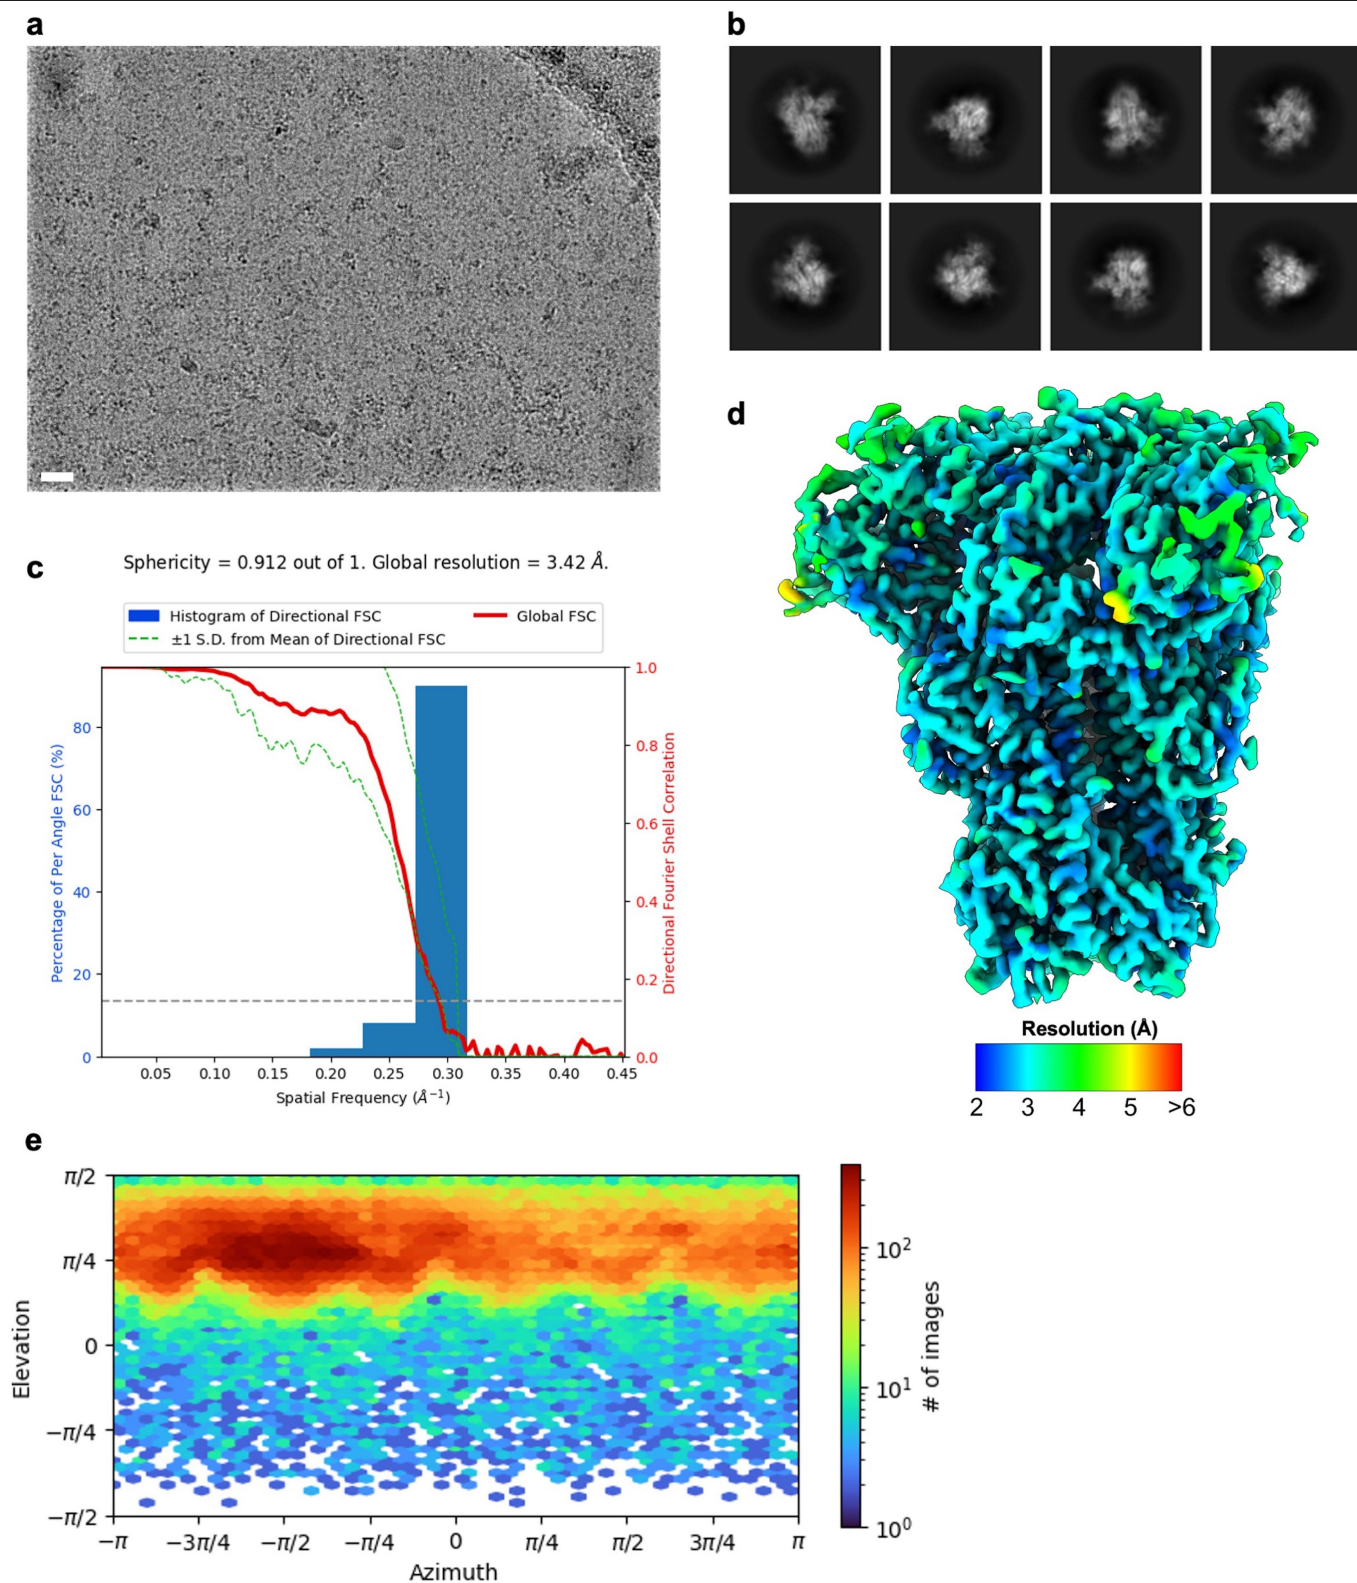 a
b
c
Sphericity = 0.912 out of 1. Global resolution = 3.42 Å.
Histogram of Directional FSC
Global FSC
±1 S.D. from Mean of Directional FSC
Percentage of Per Angle FSC (%)
80
60
40
20
0
1.0
0.8
0.6
0.4
0.2
0.0
Directional Fourier Shell Correlation
0.05 0.10 0.15 0.20 0.25 0.30 0.35 0.40 0.45
Spatial Frequency (Å⁻¹)
d
Resolution (Å)
2 3 4 5 >6
e
Elevation
π/2
π/4
0
−π/4
−π/2
−π −3π/4 −π/2 −π/4 0 π/4 π/2 3π/4 π
Azimuth
10²
10¹
10⁰
# of images